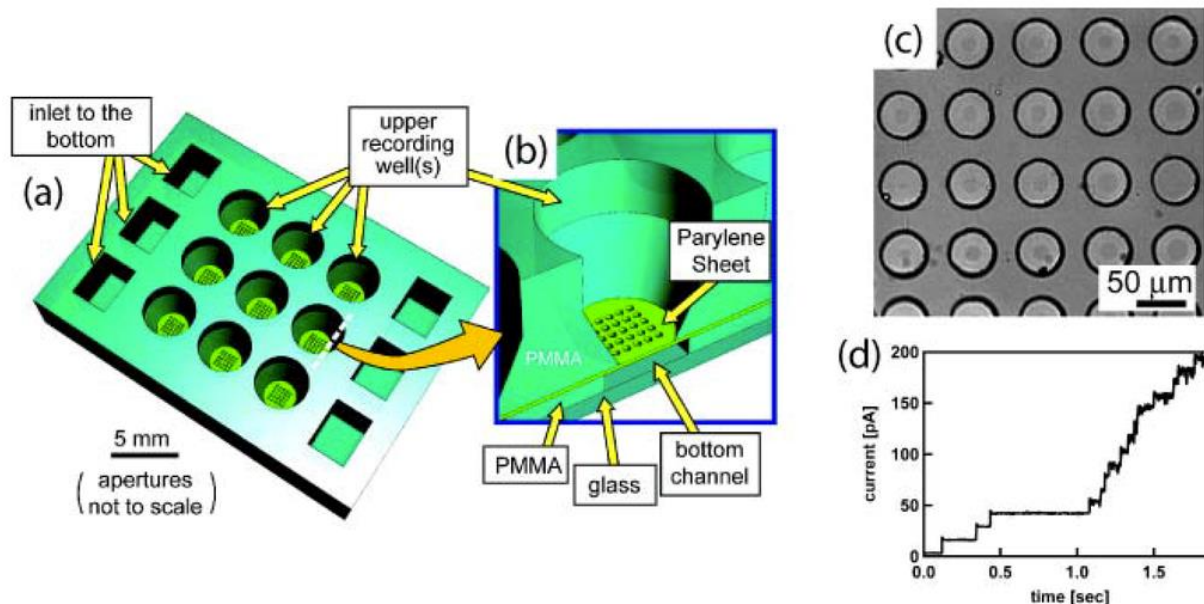 (a)
inlet to the
bottom
upper
recording
well(s)
5 mm
( apertures
not to scale )
(b)
Parylene
Sheet
PMMA
PMMA
glass
bottom
channel
(c)
50 μm
(d)
200
150
100
50
0
current [pA]
0.0
0.5
1.0
1.5
time [sec]